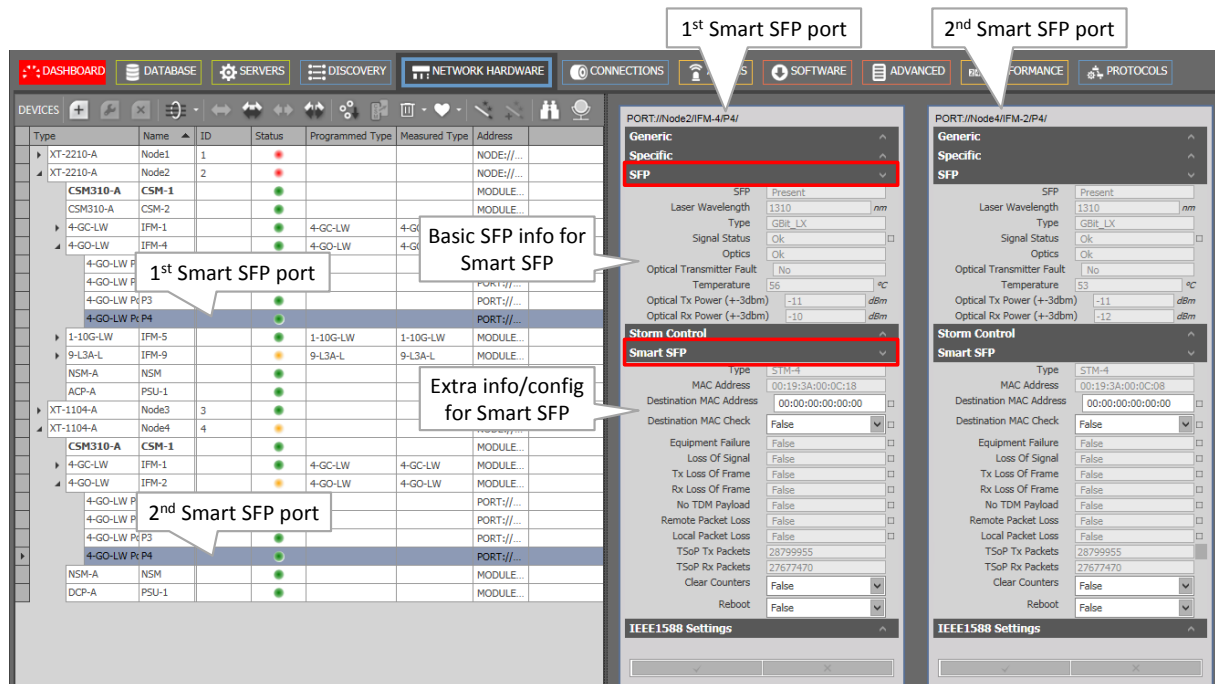 1st Smart SFP port
2nd Smart SFP port
DASHBOARD
DATABASE
SERVERS
DISCOVERY
NETWORK HARDWARE
CONNECTIONS
SOFTWARE
ADVANCED
PROTOCOLS
DEVICES
Type Name ID Status Programmed Type Measured Type Address
XT-2210-A Node1 1 NODE://...
XT-2210-A Node2 2 NODE://...
CSM310-A CSM-1 MODULE...
CSM310-A CSM-2 MODULE...
4-GC-LW IFM-1 4-GC-LW
4-GO-LW IFM-4 4-GO-LW
4-GO-LW
4-GO-LW PORT://...
4-GO-LW P3 PORT://...
4-GO-LW P4 PORT://...
1-10G-LW IFM-5 1-10G-LW 1-10G-LW MODULE...
9-L3A-L IFM-9 9-L3A-L 9-L3A-L MODULE...
NSM-A NSM MODULE...
ACP-A PSU-1
XT-1104-A Node3 3
XT-1104-A Node4 4
CSM310-A CSM-1 MODULE...
4-GC-LW IFM-1 4-GC-LW 4-GC-LW MODULE...
4-GO-LW IFM-2 4-GO-LW 4-GO-LW MODULE...
4-GO-LW PORT://...
4-GO-LW PORT://...
4-GO-LW P3 PORT://...
4-GO-LW P4 PORT://...
NSM-A NSM MODULE...
DCP-A PSU-1 MODULE...
1st Smart SFP port
2nd Smart SFP port
Basic SFP info for
Smart SFP
Extra info/config
for Smart SFP
PORT://Node2/IFM-4/P4/
Generic
Specific
SFP
SFP Present
Laser Wavelength 1310 nm
Type GBit_LX
Signal Status Ok
Optics Ok
Optical Transmitter Fault No
Temperature 56 ºC
Optical Tx Power (+-3dbm) -11 dBm
Optical Rx Power (+-3dbm) -10 dBm
Storm Control
Smart SFP
Type STM-4
MAC Address 00:19:3A:00:0C:18
Destination MAC Address 00:00:00:00:00:00
Destination MAC Check False
Equipment Failure False
Loss Of Signal False
Tx Loss Of Frame False
Rx Loss Of Frame False
No TDM Payload False
Remote Packet Loss False
Local Packet Loss False
TSoP Tx Packets 28799955
TSoP Rx Packets 27677470
Clear Counters False
Reboot False
IEEE1588 Settings
PORT://Node4/IFM-2/P4/
Generic
Specific
SFP
SFP Present
Laser Wavelength 1310 nm
Type GBit_LX
Signal Status Ok
Optics Ok
Optical Transmitter Fault No
Temperature 53 ºC
Optical Tx Power (+-3dbm) -11 dBm
Optical Rx Power (+-3dbm) -12 dBm
Storm Control
Smart SFP
Type STM-4
MAC Address 00:19:3A:00:0C:08
Destination MAC Address 00:00:00:00:00:00
Destination MAC Check False
Equipment Failure False
Loss Of Signal False
Tx Loss Of Frame False
Rx Loss Of Frame False
No TDM Payload False
Remote Packet Loss False
Local Packet Loss False
TSoP Tx Packets 28799955
TSoP Rx Packets 27677470
Clear Counters False
Reboot False
IEEE1588 Settings